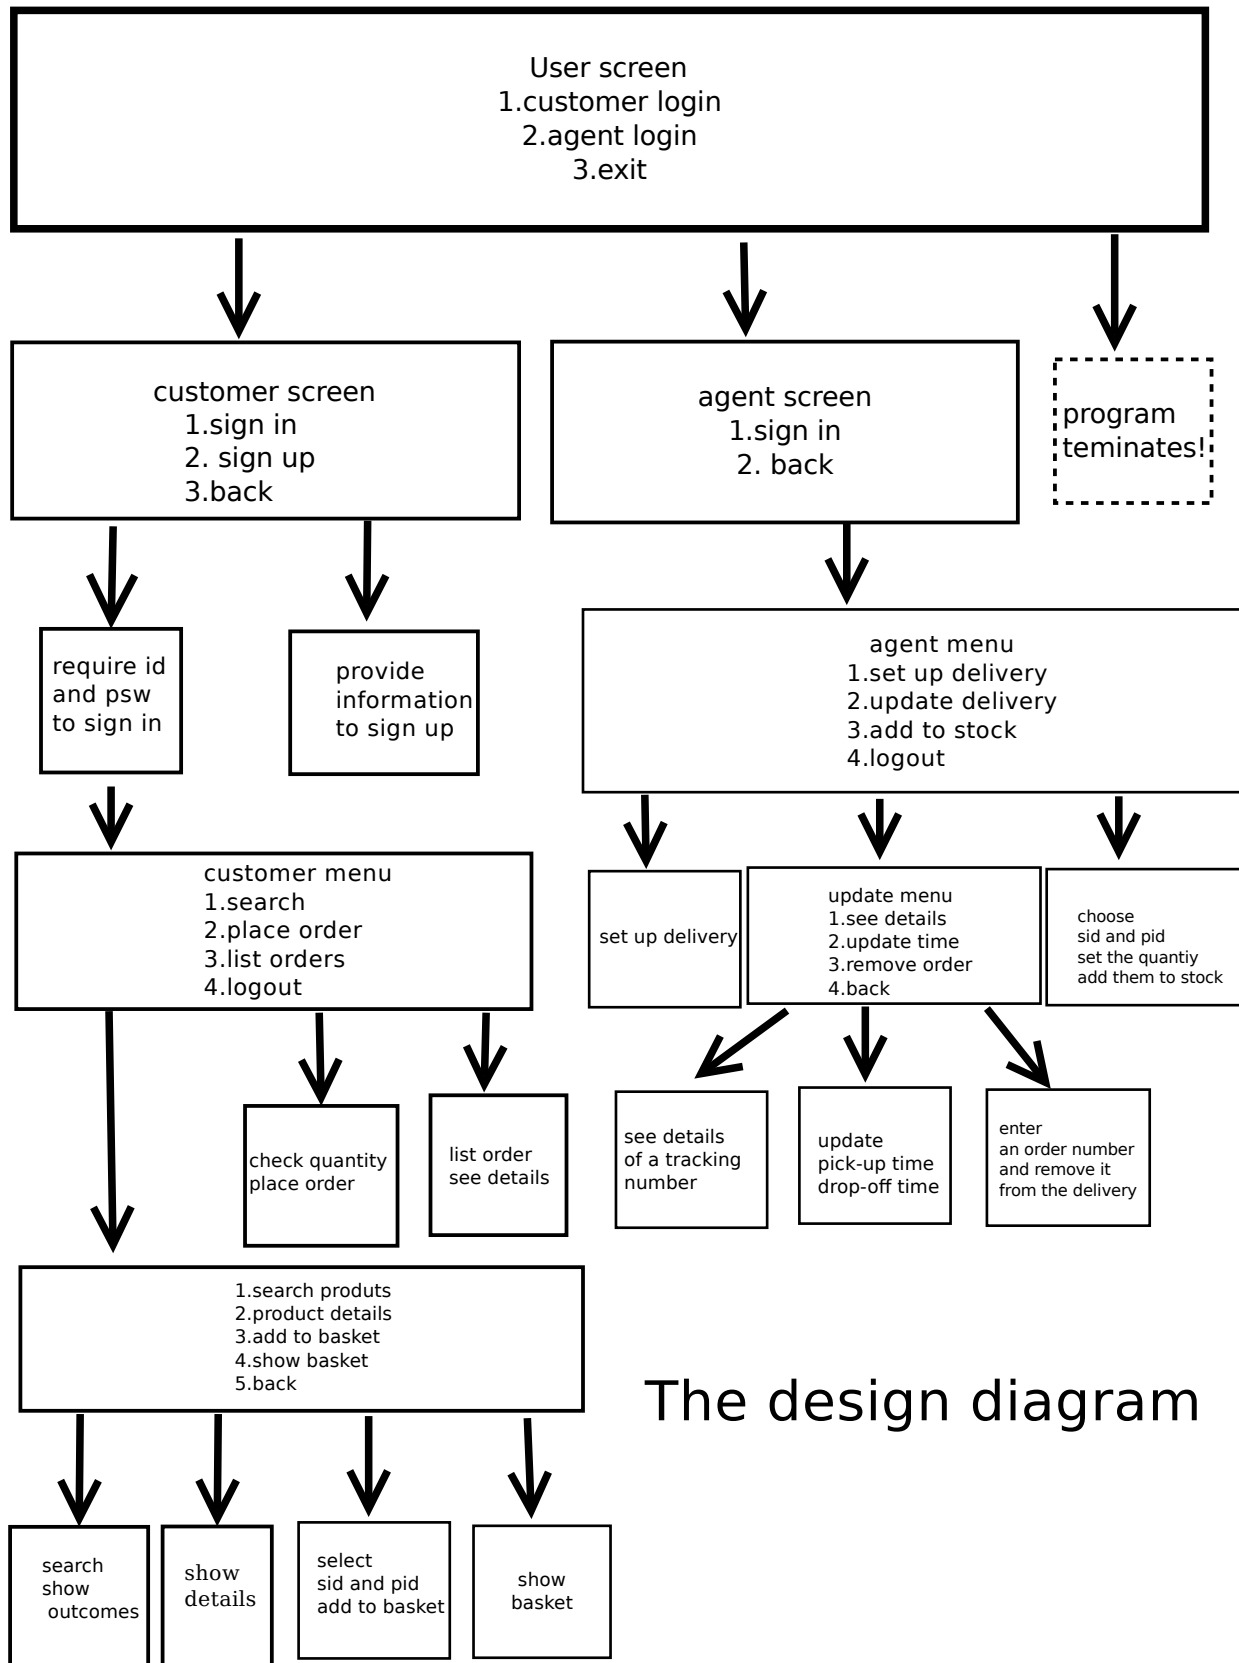 User screen
1.customer login
2.agent login
3.exit
customer screen
1.sign in
2. sign up
3.back
agent screen
1.sign in
2. back
program
teminates!
require id
and psw
to sign in
provide
information
to sign up
agent menu
1.set up delivery
2.update delivery
3.add to stock
4.logout
customer menu
1.search
2.place order
3.list orders
4.logout
set up delivery
update menu
1.see details
2.update time
3.remove order
4.back
choose
sid and pid
set the quantiy
add them to stock
check quantity
place order
list order
see details
see details
of a tracking
number
update
pick-up time
drop-off time
enter
an order number
and remove it
from the delivery
1.search produts
2.product details
3.add to basket
4.show basket
5.back
The design diagram
search
show
outcomes
show
details
select
sid and pid
add to basket
show
basket